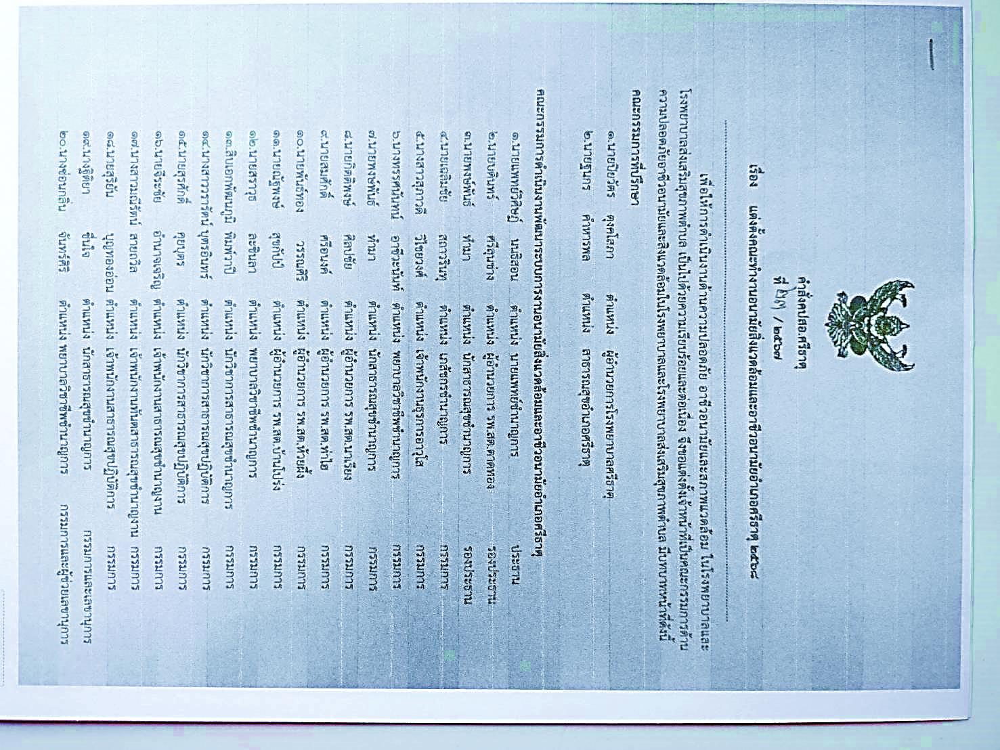 คำสั่งคปสอ.ศรีธาตุ
ที่ / ๒๕๖๗
เรื่อง แต่งตั้งคณะทำงานอนามัยสิ่งแวดล้อมและอาชีวอนามัยอำเภอศรีธาตุ ๒๕๖๘
เพื่อให้การดำเนินงานด้านความปลอดภัย อาชีวอนามัยและสภาพแวดล้อม ในโรงพยาบาลและ
โรงพยาบาลส่งเสริมสุขภาพตำบล เป็นไปด้วยความเรียบร้อยและต่อเนื่อง จึงขอแต่งตั้งเจ้าหน้าที่เป็นคณะกรรมการด้าน
ความปลอดภัยอาชีวอนามัยและสิ่งแวดล้อมในโรงพยาบาลและโรงพยาบาลส่งเสริมสุขภาพตำบล มีบทบาทหน้าที่ดังนี้
คณะกรรมการที่ปรึกษา
๑.นายปิยวัตร ตุงคโสภา ตำแหน่ง ผู้อำนวยการโรงพยาบาลศรีธาตุ
๒.นายฐนกร คำหารพล ตำแหน่ง สาธารณสุขอำเภอศรีธาตุ
คณะกรรมการดำเนินงานพัฒนาระบบการงานอนามัยสิ่งแวดล้อมและอาชีวอนามัยอำเภอศรีธาตุ
๑.นายแพทย์วิศิษฎ์ นนธิสอน ตำแหน่ง นายแพทย์ชำนาญการ ประธาน
๒.นายบดินทร์ ศรีสุนช่าง ตำแหน่ง ผู้อำนวยการ รพ.สต.ตาดทอง รองประธาน
๓.นายพงษ์พันธ์ ทำมา ตำแหน่ง นักสาธารณสุขชำนาญการ รองประธาน
๔.นายเฉลิมชัย สถาวรินทุ ตำแหน่ง เภสัชกรชำนาญการ กรรมการ
๕.นางสาวสุภาวดี วิไชยวงศ์ ตำแหน่ง เจ้าพนักงานธุรการอาวุโส กรรมการ
๖.นางทรรศนันทน์ อาชีวะนันท์ ตำแหน่ง พยาบาลวิชาชีพชำนาญการ กรรมการ
๗.นายพงษ์พันธ์ ทำมา ตำแหน่ง นักสาธารณสุขชำนาญการ กรรมการ
๘.นายกิตติพงษ์ ศิลปชัย ตำแหน่ง ผู้อำนวยการ รพ.สต.นาเรียง กรรมการ
๙.นายสมศักดิ์ ศรีอนงค์ ตำแหน่ง ผู้อำนวยการ รพ.สต.ท่าไฮ กรรมการ
๑๐.นายพันธ์ทอง วรรณศิริ ตำแหน่ง ผู้อำนวยการ รพ.สต.ห้วยผึ้ง กรรมการ
๑๑.นายณัฐพงษ์ สุขกัปป์ ตำแหน่ง ผู้อำนวยการ รพ.สต.บ้านโปร่ง กรรมการ
๑๒.นายสราวุธ ละชินลา ตำแหน่ง พยาบาลวิชาชีพชำนาญการ กรรมการ
๑๓.สิบเอกพัฒนภูมิ พิมพ์วาปี ตำแหน่ง นักวิชาการสาธารณสุขชำนาญการ กรรมการ
๑๔.นางสาววรารัตน์ บุตรอินทร์ ตำแหน่ง นักวิชาการสาธารณสุขปฏิบัติการ กรรมการ
๑๕.นายสุรศักดิ์ คุยบุตร ตำแหน่ง นักวิชาการสาธารณสุขปฏิบัติการ กรรมการ
๑๖.นายจีระชัย อำนาจเจริญ ตำแหน่ง เจ้าพนักงานสาธารณสุขชำนาญงาน กรรมการ
๑๗.นางสาวมณีรัตน์ สายถวิล ตำแหน่ง เจ้าพนักงานทันตสาธารณสุขชำนาญงาน กรรมการ
๑๘.นายสุริยัน บุญทองอ่อน ตำแหน่ง เจ้าพนักงานสาธารณสุขปฏิบัติการ กรรมการ
๑๙.นางฐิติยา ชื่นใจ ตำแหน่ง นักสาธารณสุขชำนาญการ กรรมการและเลขานุการ
๒๐.นางซ่อนกลิ่น จันทร์ศิริ ตำแหน่ง พยาบาลวิชาชีพชำนาญการ กรรมการและผู้ช่วยเลขานุการ